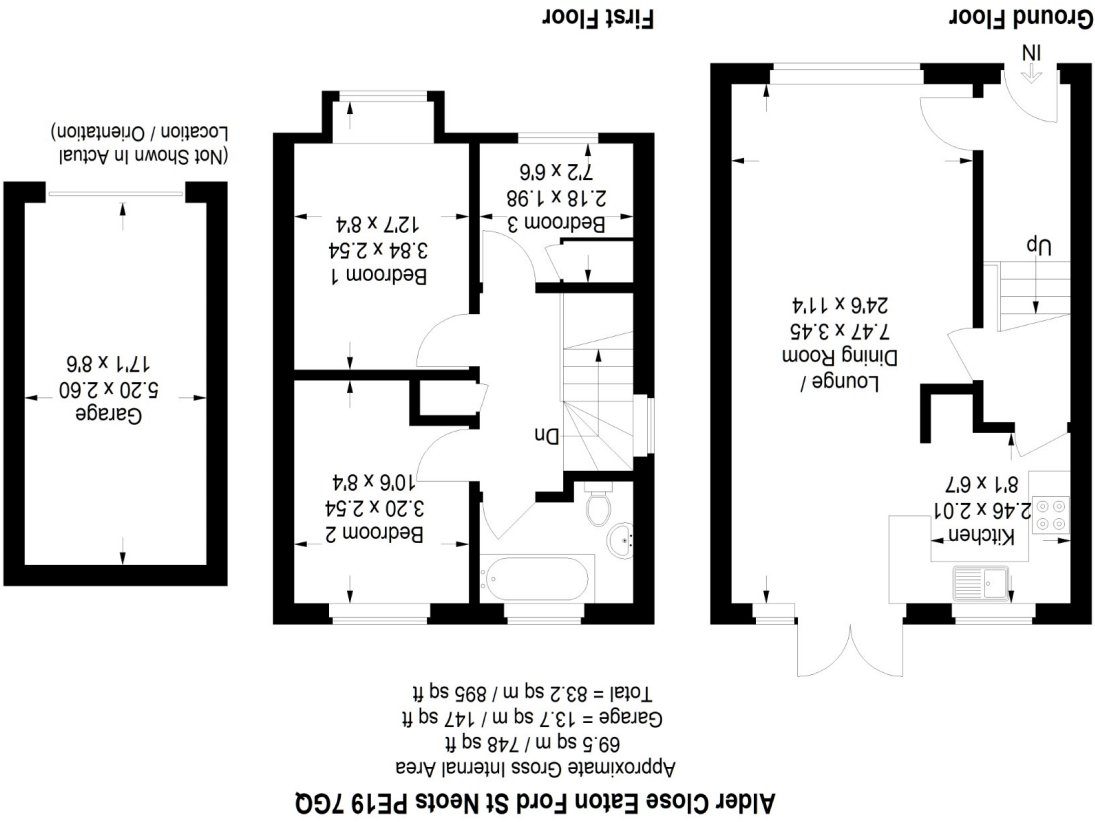 Alder Close Eaton Ford St Neots PE19 7GQ
Approximate Gross Internal Area
69.5 sq m / 748 sq ft
Garage = 13.7 sq m / 147 sq ft
Total = 83.2 sq m / 895 sq ft
Kitchen
2.46 x 2.01
8'1 x 6'7
Lounge /
Dining Room
7.47 x 3.45
24'6 x 11'4
Up
IN
Ground Floor
Bedroom 2
3.20 x 2.54
10'6 x 8'4
Dn
Bedroom 1
3.84 x 2.54
12'7 x 8'4
Bedroom 3
2.18 x 1.98
7'2 x 6'6
First Floor
Garage
5.20 x 2.60
17'1 x 8'6
(Not Shown In Actual
Location / Orientation)